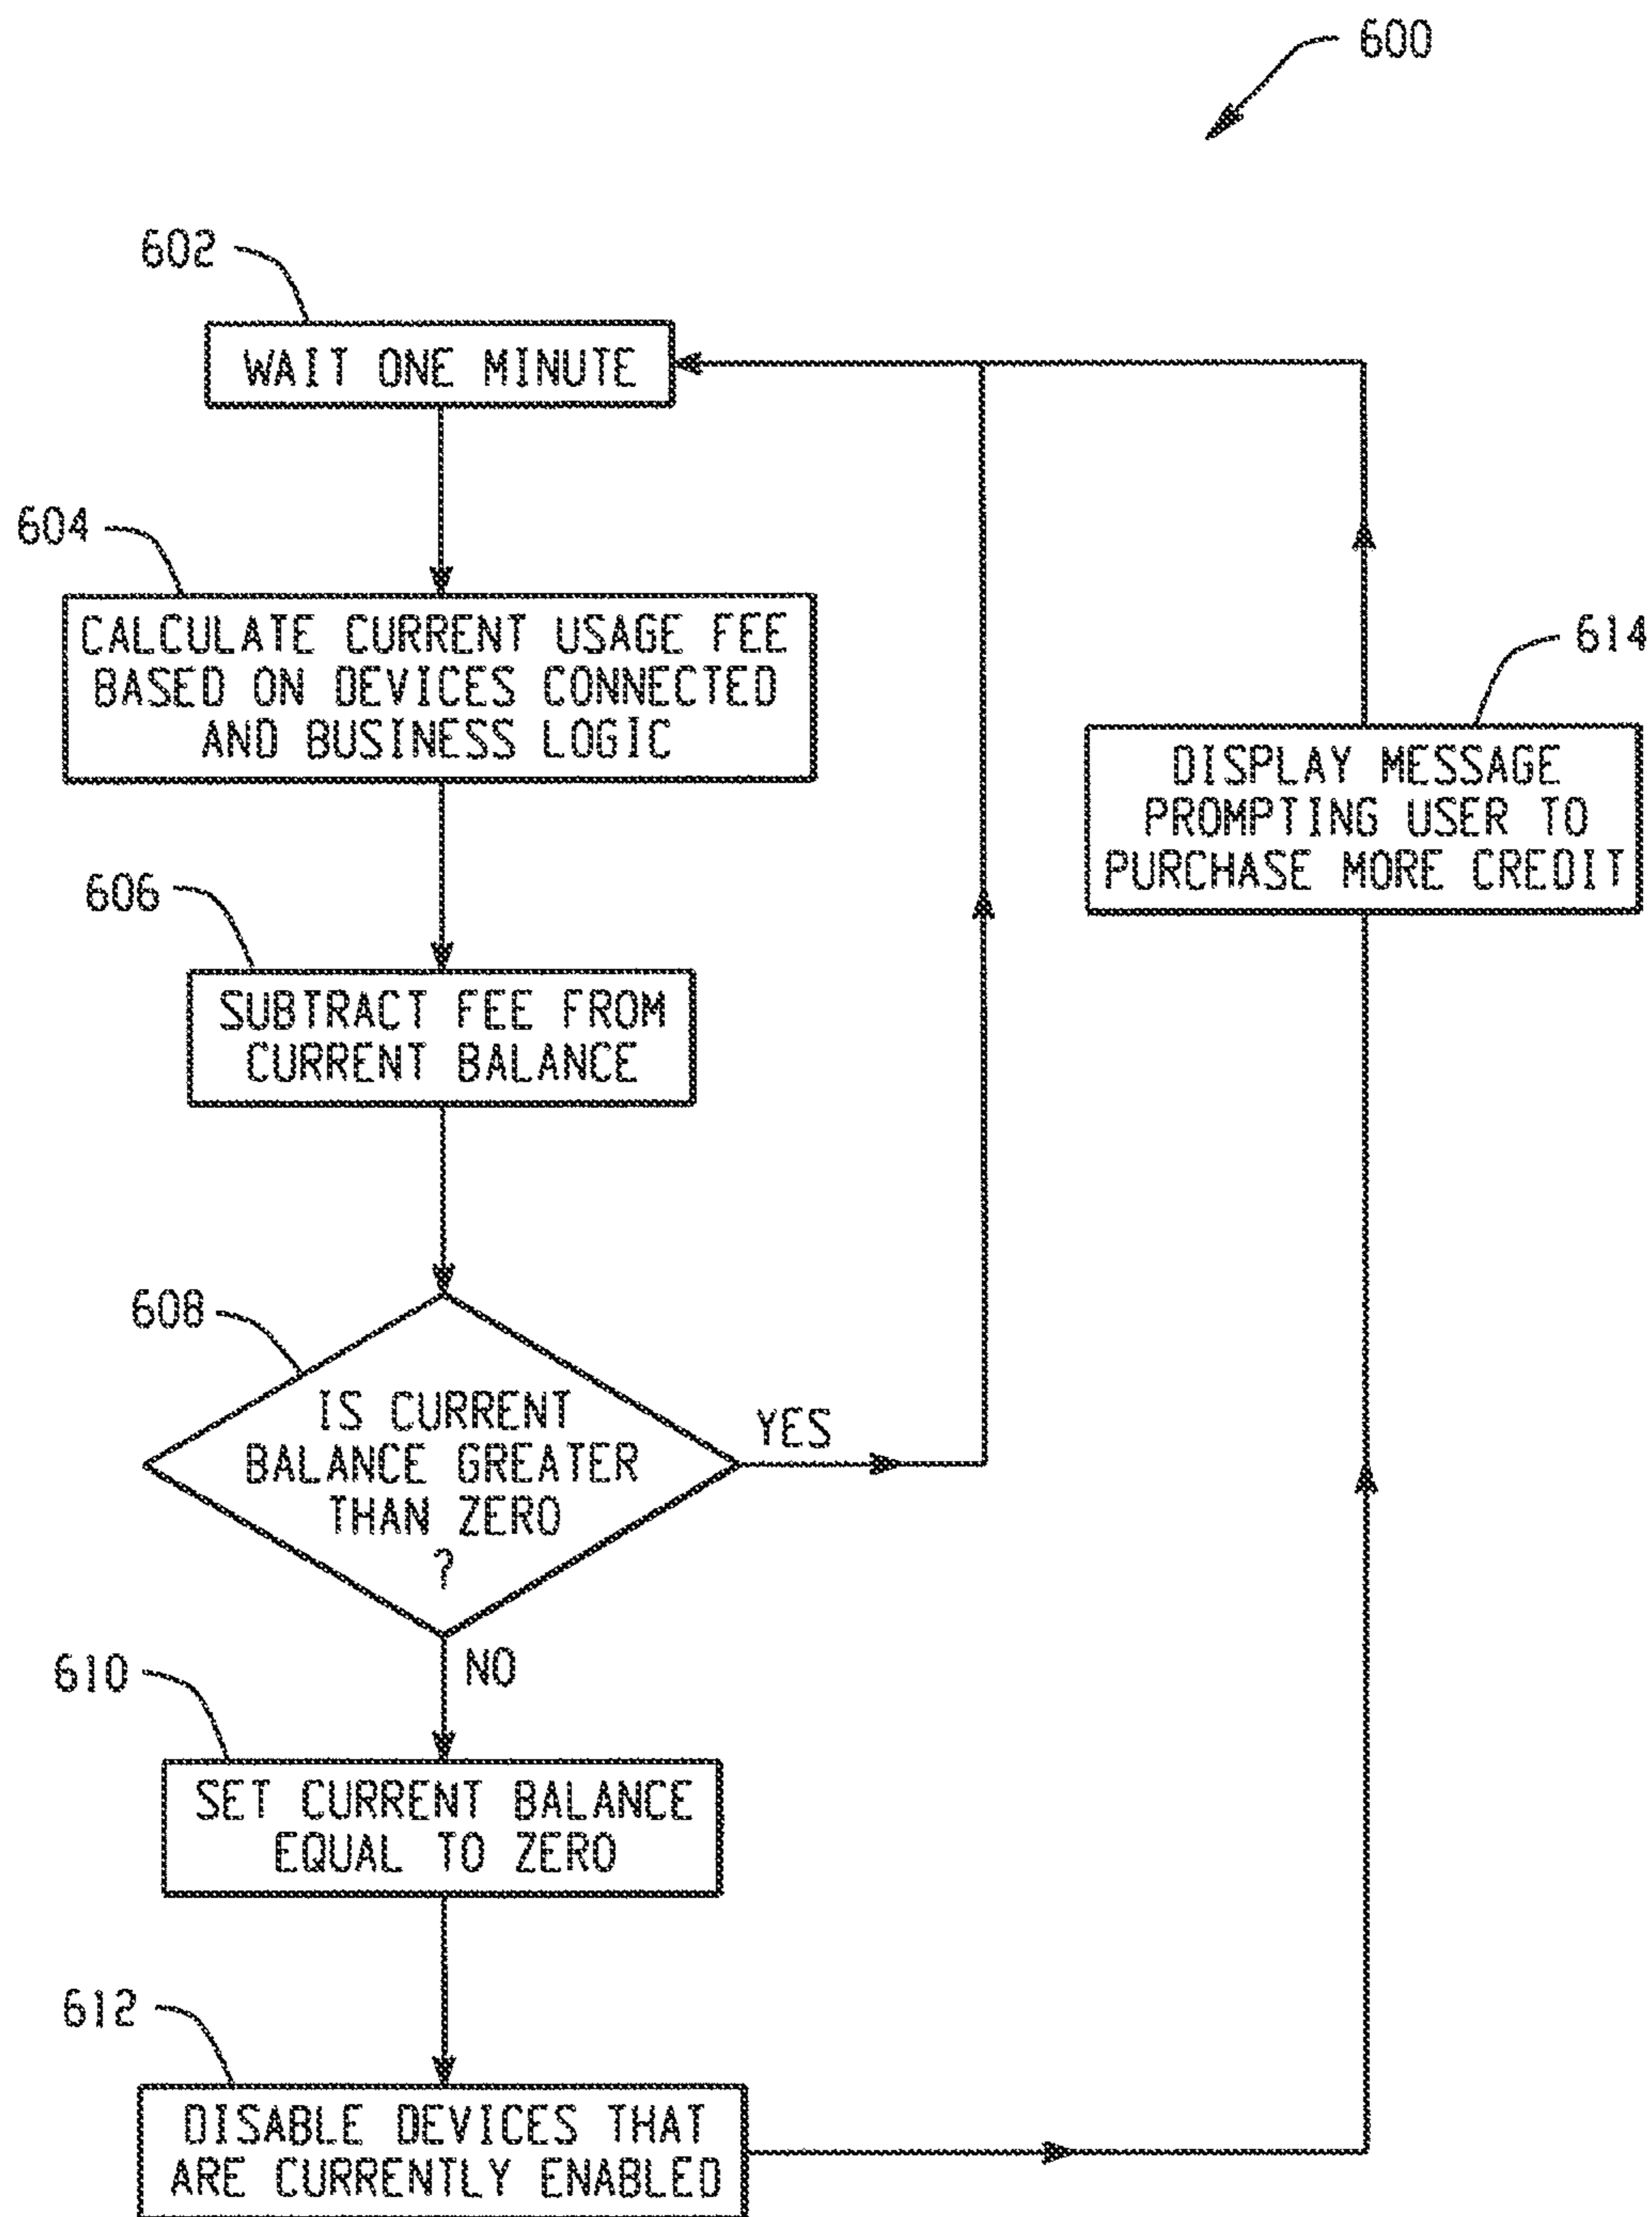 600
602
WAIT ONE MINUTE
604
CALCULATE CURRENT USAGE FEE
BASED ON DEVICES CONNECTED
AND BUSINESS LOGIC
614
DISPLAY MESSAGE
PROMPTING USER TO
PURCHASE MORE CREDIT
606
SUBTRACT FEE FROM
CURRENT BALANCE
608
IS CURRENT
BALANCE GREATER
THAN ZERO
?
YES
NO
610
SET CURRENT BALANCE
EQUAL TO ZERO
612
DISABLE DEVICES THAT
ARE CURRENTLY ENABLED